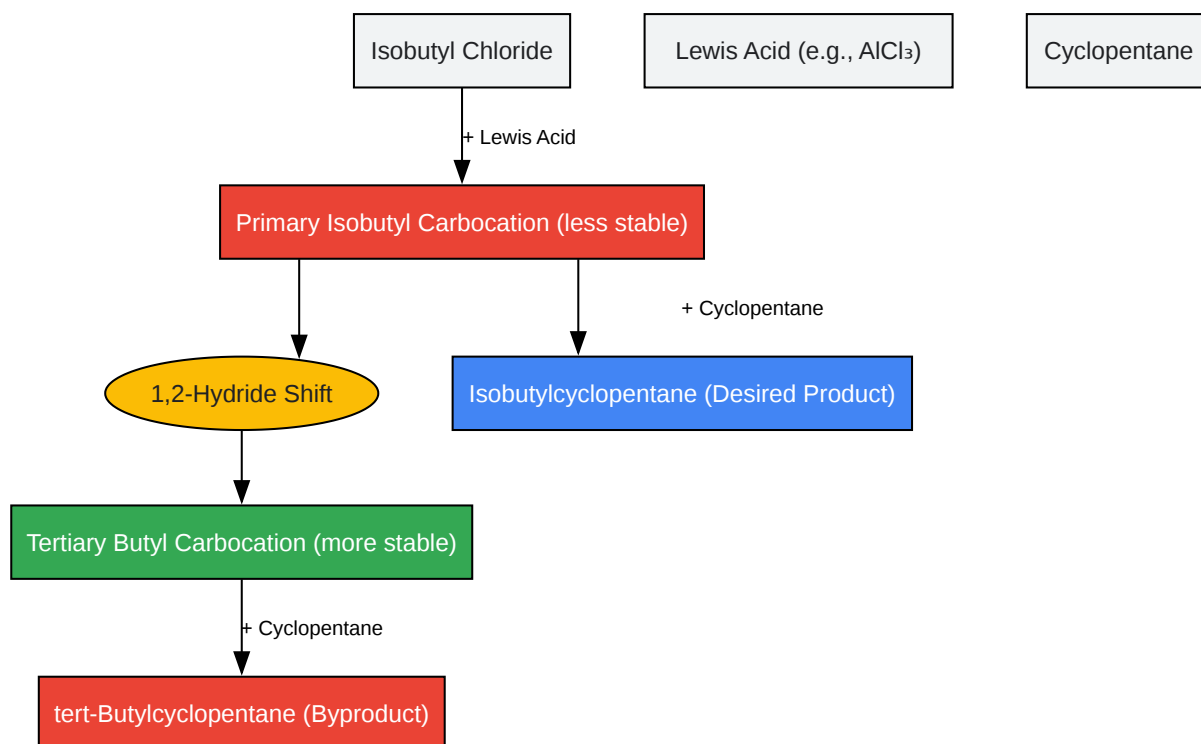 Isobutyl Chloride
Lewis Acid (e.g., AlCl₃)
Cyclopentane
+ Lewis Acid
Primary Isobutyl Carbocation (less stable)
+ Cyclopentane
1,2-Hydride Shift
Isobutylcyclopentane (Desired Product)
Tertiary Butyl Carbocation (more stable)
+ Cyclopentane
tert-Butylcyclopentane (Byproduct)